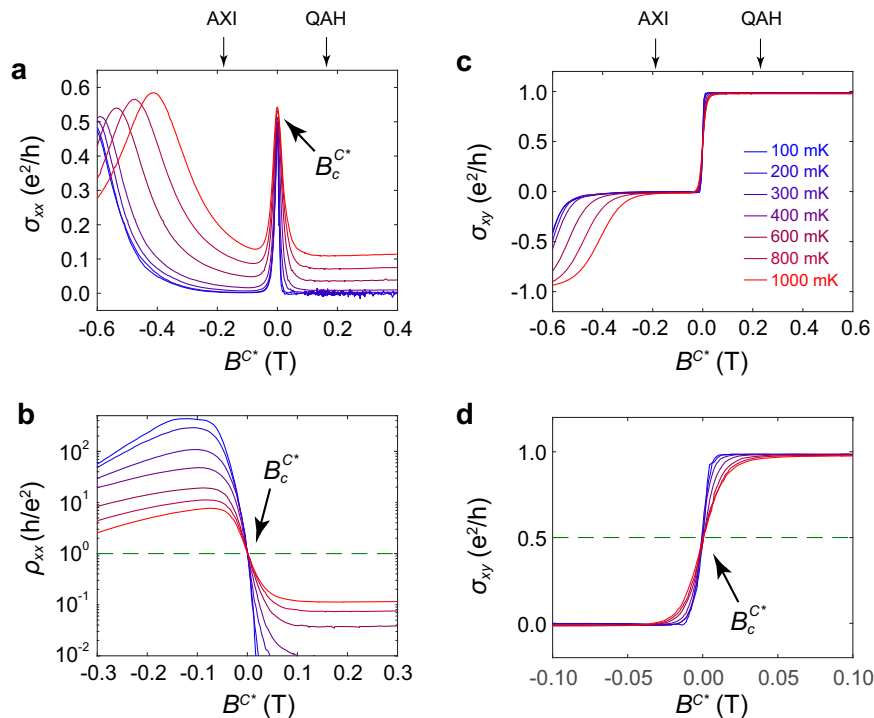 AXI QAH
a
σxx (e²/h)
0.6
0.5
0.4
0.3
0.2
0.1
0.0
B_c^C*
-0.6 -0.4 -0.2 0.0 0.2 0.4
B^C* (T)
AXI QAH
c
σxy (e²/h)
1.0
0.5
0.0
-0.5
-1.0
100 mK
200 mK
300 mK
400 mK
600 mK
800 mK
1000 mK
-0.6 -0.4 -0.2 0.0 0.2 0.4 0.6
B^C* (T)
b
ρxx (h/e²)
10²
10¹
10⁰
10⁻¹
10⁻²
B_c^C*
-0.3 -0.2 -0.1 0.0 0.1 0.2 0.3
B^C* (T)
d
σxy (e²/h)
1.0
0.5
0.0
B_c^C*
-0.10 -0.05 0.00 0.05 0.10
B^C* (T)